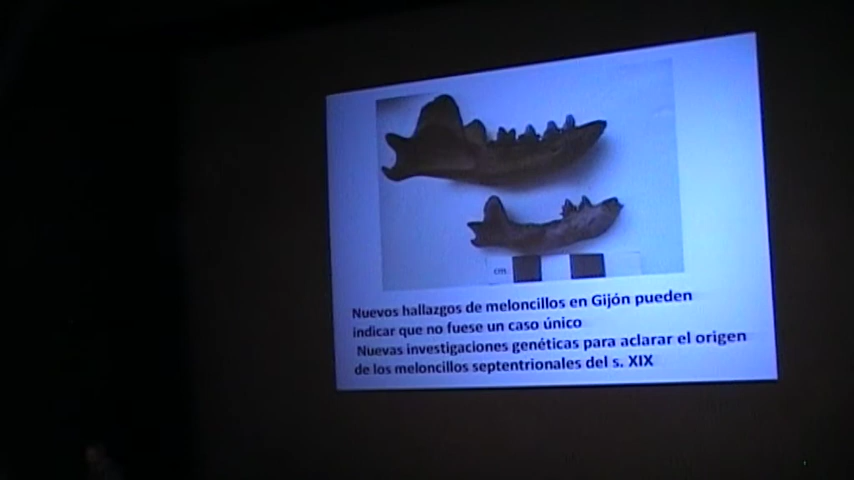 cm
Nuevos hallazgos de meloncillos en Gijón pueden
indicar que no fuese un caso único
Nuevas investigaciones genéticas para aclarar el origen
de los meloncillos septentrionales del s. XIX